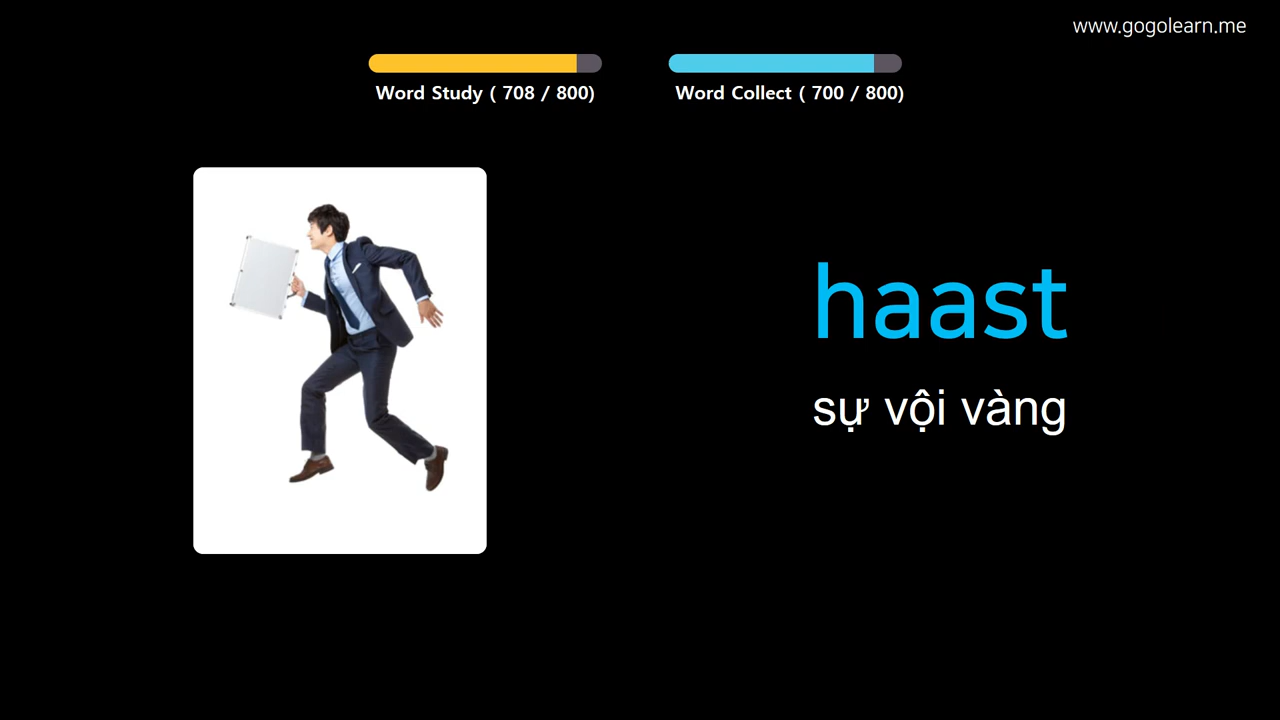 www.gogolearn.me
Word Study ( 708 / 800)
Word Collect ( 700 / 800)
haast
sự vội vàng